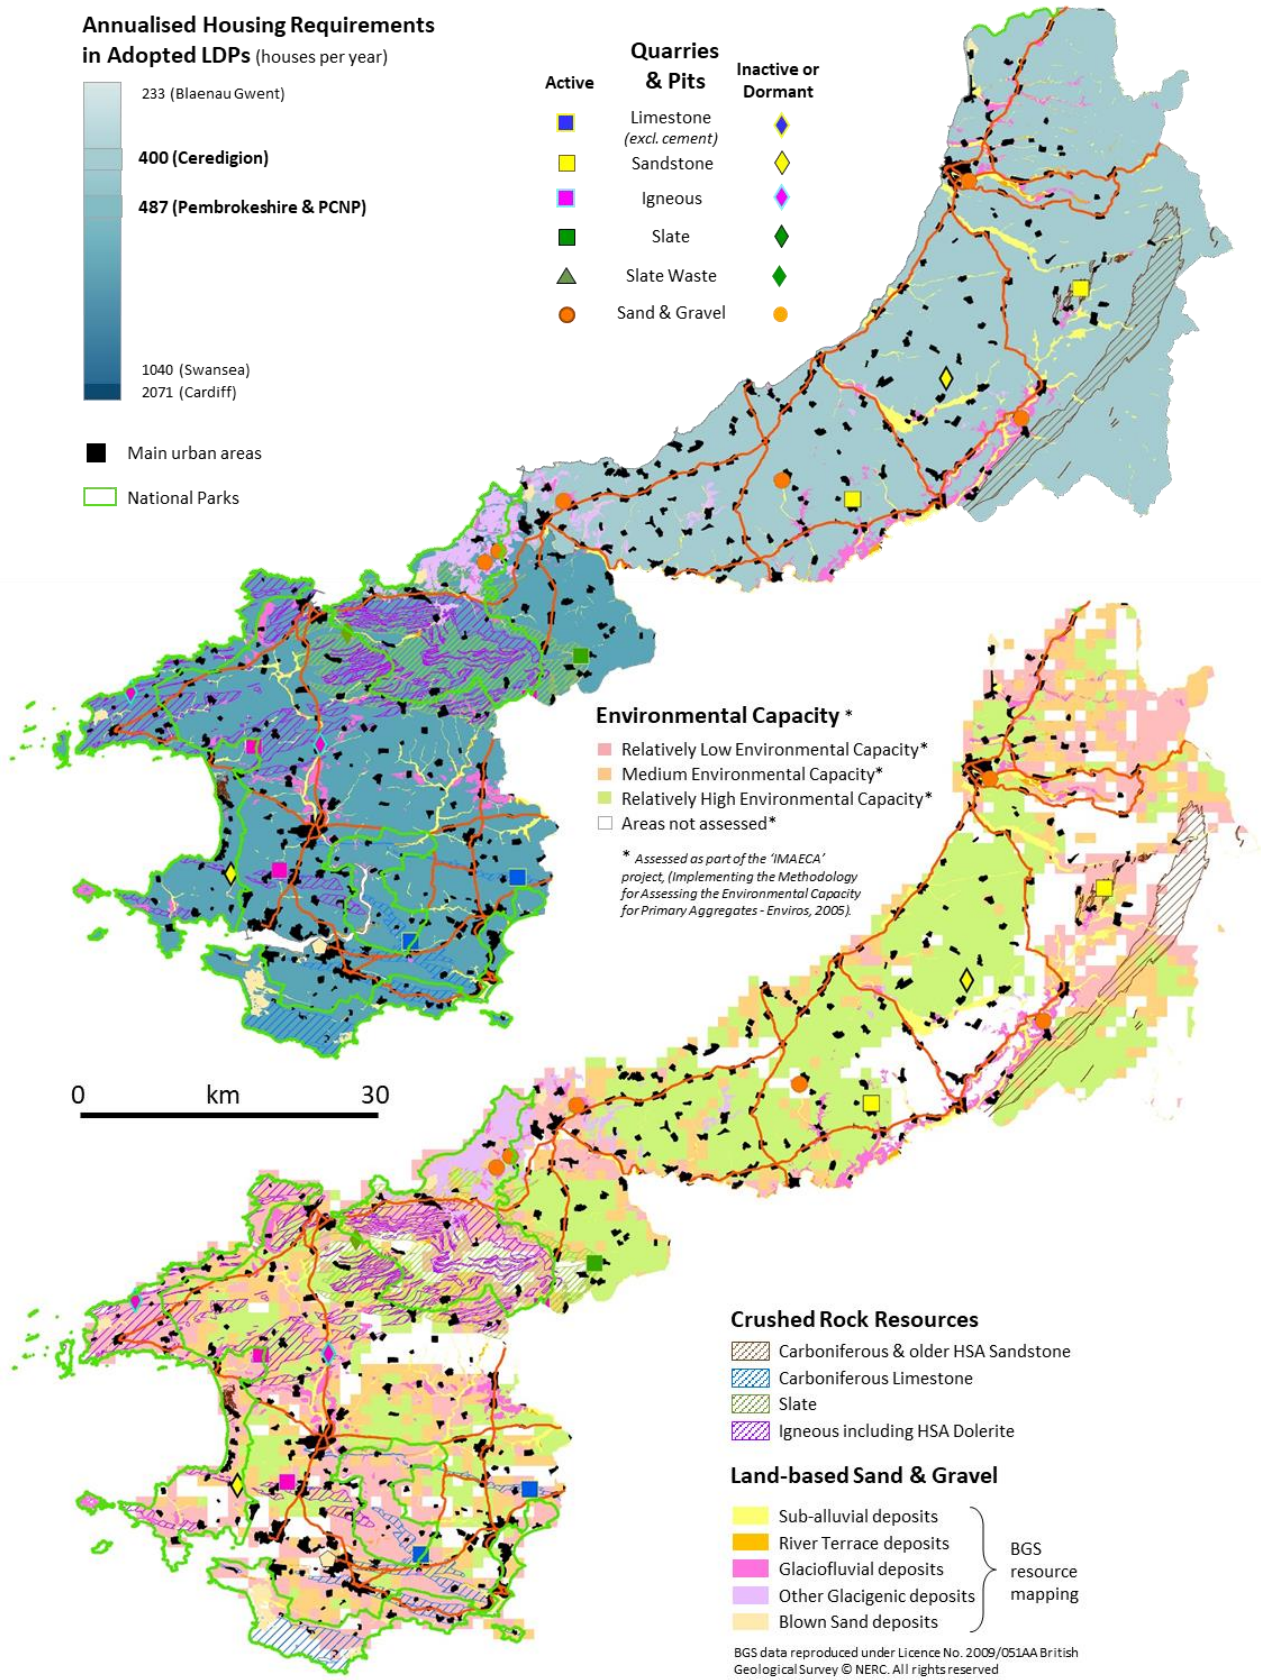 Annualised Housing Requirements
in Adopted LDPs (houses per year)
233 (Blaenau Gwent)
400 (Ceredigion)
487 (Pembrokeshire & PCNP)
1040 (Swansea)
2071 (Cardiff)
Main urban areas
National Parks
Quarries
& Pits
Active
Inactive or
Dormant
Limestone
(excl. cement)
Sandstone
Igneous
Slate
Slate Waste
Sand & Gravel
Environmental Capacity *
Relatively Low Environmental Capacity*
Medium Environmental Capacity*
Relatively High Environmental Capacity*
Areas not assessed*
* Assessed as part of the ‘IMAECA’
project, (Implementing the Methodology
for Assessing the Environmental Capacity
for Primary Aggregates - Enviros, 2005).
0 km 30
Crushed Rock Resources
Carboniferous & older HSA Sandstone
Carboniferous Limestone
Slate
Igneous including HSA Dolerite
Land-based Sand & Gravel
Sub-alluvial deposits
River Terrace deposits
Glaciofluvial deposits
Other Glacigenic deposits
Blown Sand deposits
BGS
resource
mapping
BGS data reproduced under Licence No. 2009/051AA British
Geological Survey © NERC. All rights reserved